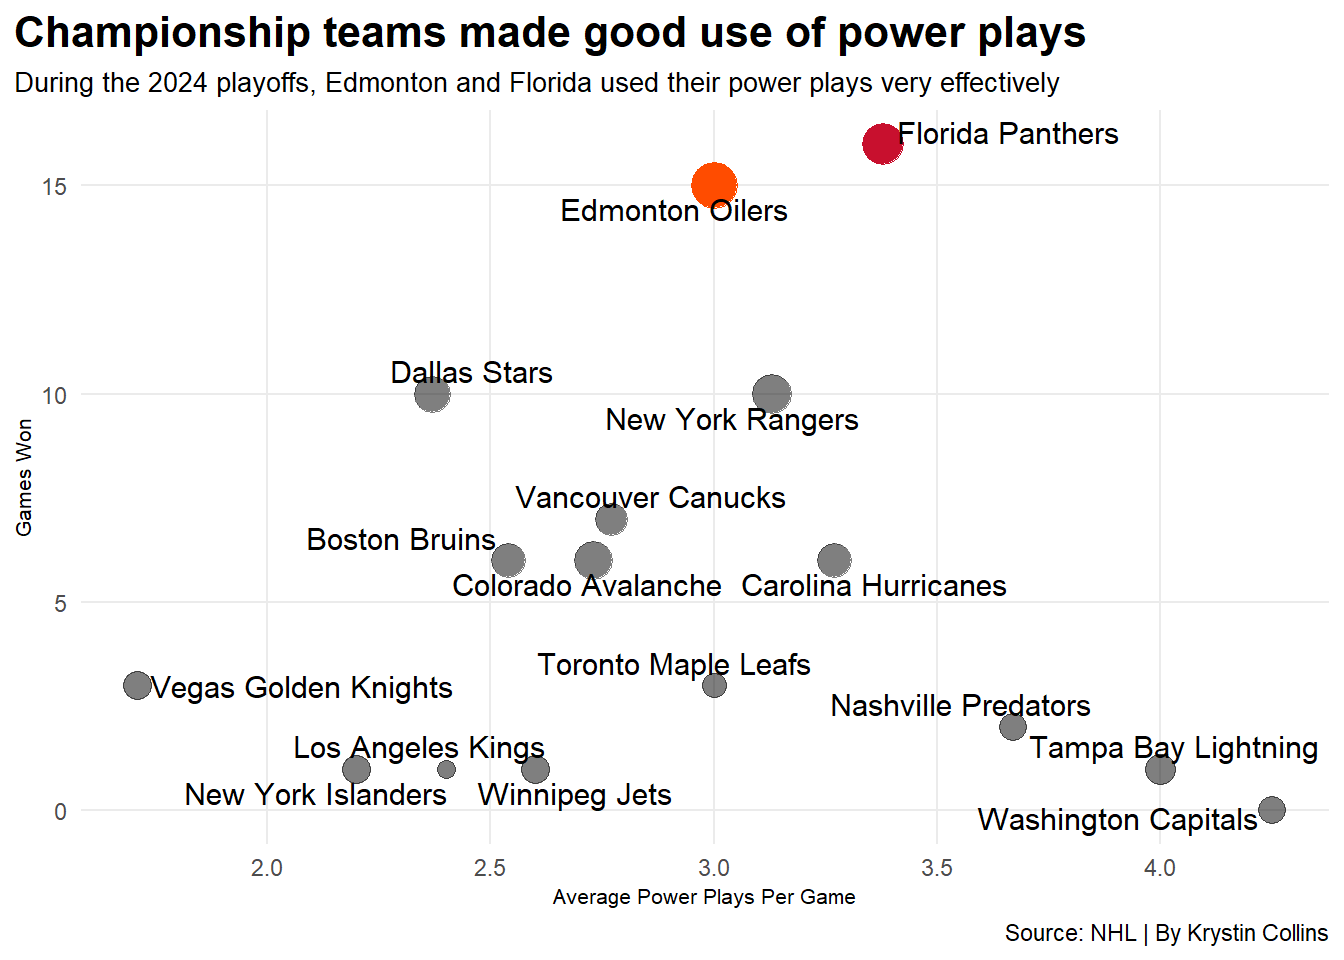 Championship teams made good use of power plays
During the 2024 playoffs, Edmonton and Florida used their power plays very effectively
Florida Panthers
15
Edmonton Oilers
Dallas Stars
10
New York Rangers
Games Won
Vancouver Canucks
Boston Bruins
Colorado Avalanche
Carolina Hurricanes
5
Toronto Maple Leafs
Vegas Golden Knights
Nashville Predators
Los Angeles Kings
Tampa Bay Lightning
New York Islanders
Winnipeg Jets
0
Washington Capitals
2.0 2.5 3.0 3.5 4.0
Average Power Plays Per Game
Source: NHL | By Krystin Collins